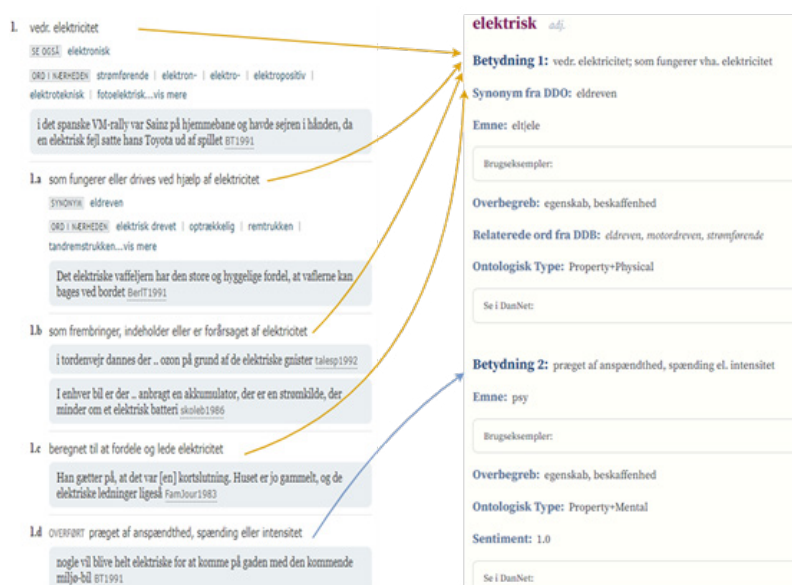 1. vedr. elektricitet
SE OGSÅ elektronisk
ORD I NÆRHEDEN strømførende | elektron- | elektro- | elektropositiv |
elektroteknisk | fotoelektrisk...vis mere
i det spanske VM-rally var Sainz på hjemmebane og havde sejren i hånden, da
en elektrisk fejl satte hans Toyota ud af spillet BT1991
1.a som fungerer eller drives ved hjælp af elektricitet
SYNONYM eldreven
ORD I NÆRHEDEN elektrisk drevet | optrækkelig | remtrukken |
tandremstrukken...vis mere
Det elektriske vaffeljern har den store og hyggelige fordel, at vaflerne kan
bages ved bordet BerlT1991
1.b som frembringer, indeholder eller er forårsaget af elektricitet
i tordenvejr dannes der .. ozon på grund af de elektriske gnister talesp1992
I enhver bil er der .. anbragt en akkumulator, der er en strømkilde, der
minder om et elektrisk batteri skoleb1986
1.c beregnet til at fordele og lede elektricitet
Han gætter på, at det var [en] kortslutning. Huset er jo gammelt, og de
elektriske ledninger ligeså FamJour1983
1.d OVERFØRT præget af anspændthed, spænding eller intensitet
nogle vil blive helt elektriske for at komme på gaden med den kommende
miljø-bil BT1991
elektrisk adj.
Betydning 1: vedr. elektricitet; som fungerer vha. elektricitet
Synonym fra DDO: eldreven
Emne: elt|ele
Brugseksempler:
Overbegreb: egenskab, beskaffenhed
Relaterede ord fra DDB: eldreven, motordreven, strømførende
Ontologisk Type: Property+Physical
Se i DanNet:
Betydning 2: præget af anspændthed, spænding el. intensitet
Emne: psy
Brugseksempler:
Overbegreb: egenskab, beskaffenhed
Ontologisk Type: Property+Mental
Sentiment: 1.0
Se i DanNet: